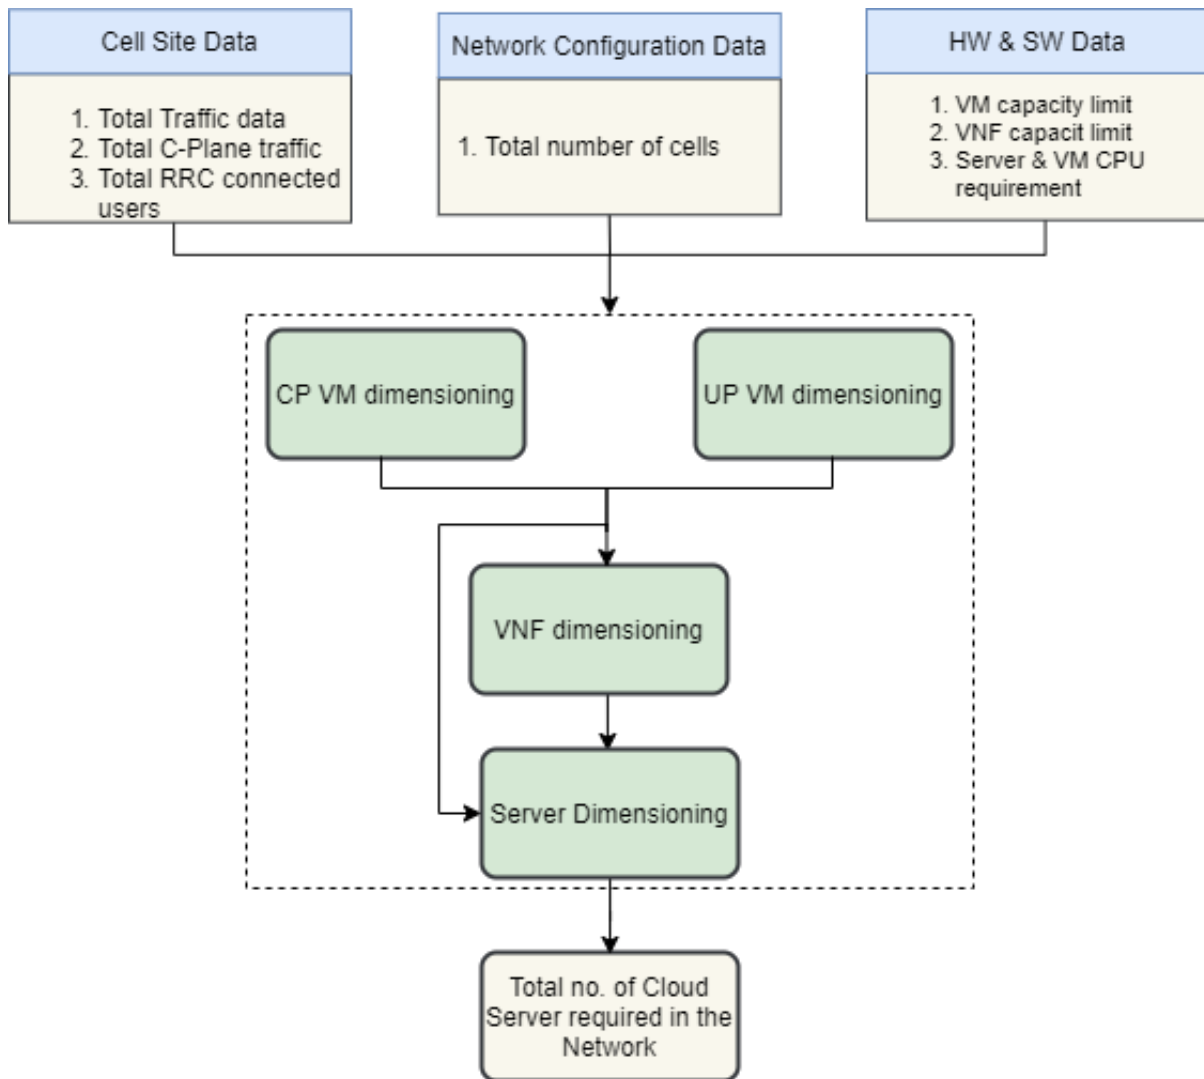 Cell Site Data
1. Total Traffic data
2. Total C-Plane traffic
3. Total RRC connected
users
Network Configuration Data
1. Total number of cells
HW & SW Data
1. VM capacity limit
2. VNF capacit limit
3. Server & VM CPU
requirement
CP VM dimensioning
UP VM dimensioning
VNF dimensioning
Server Dimensioning
Total no. of Cloud
Server required in the
Network